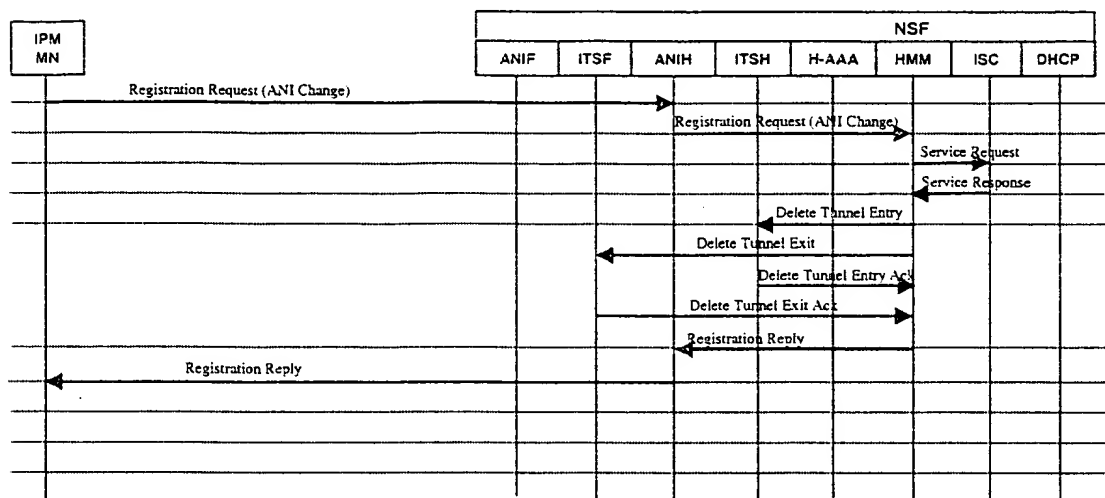 IPM
MN
NSF
ANIF ITSF ANIH ITSH H-AAA HMM ISC DHCP
Registration Request (ANI Change)
Registration Request (ANI Change)
Service Request
Service Response
Delete Tunnel Entry
Delete Tunnel Exit
Delete Tunnel Entry Ack
Delete Tunnel Exit Ack
Registration Reply
Registration Reply